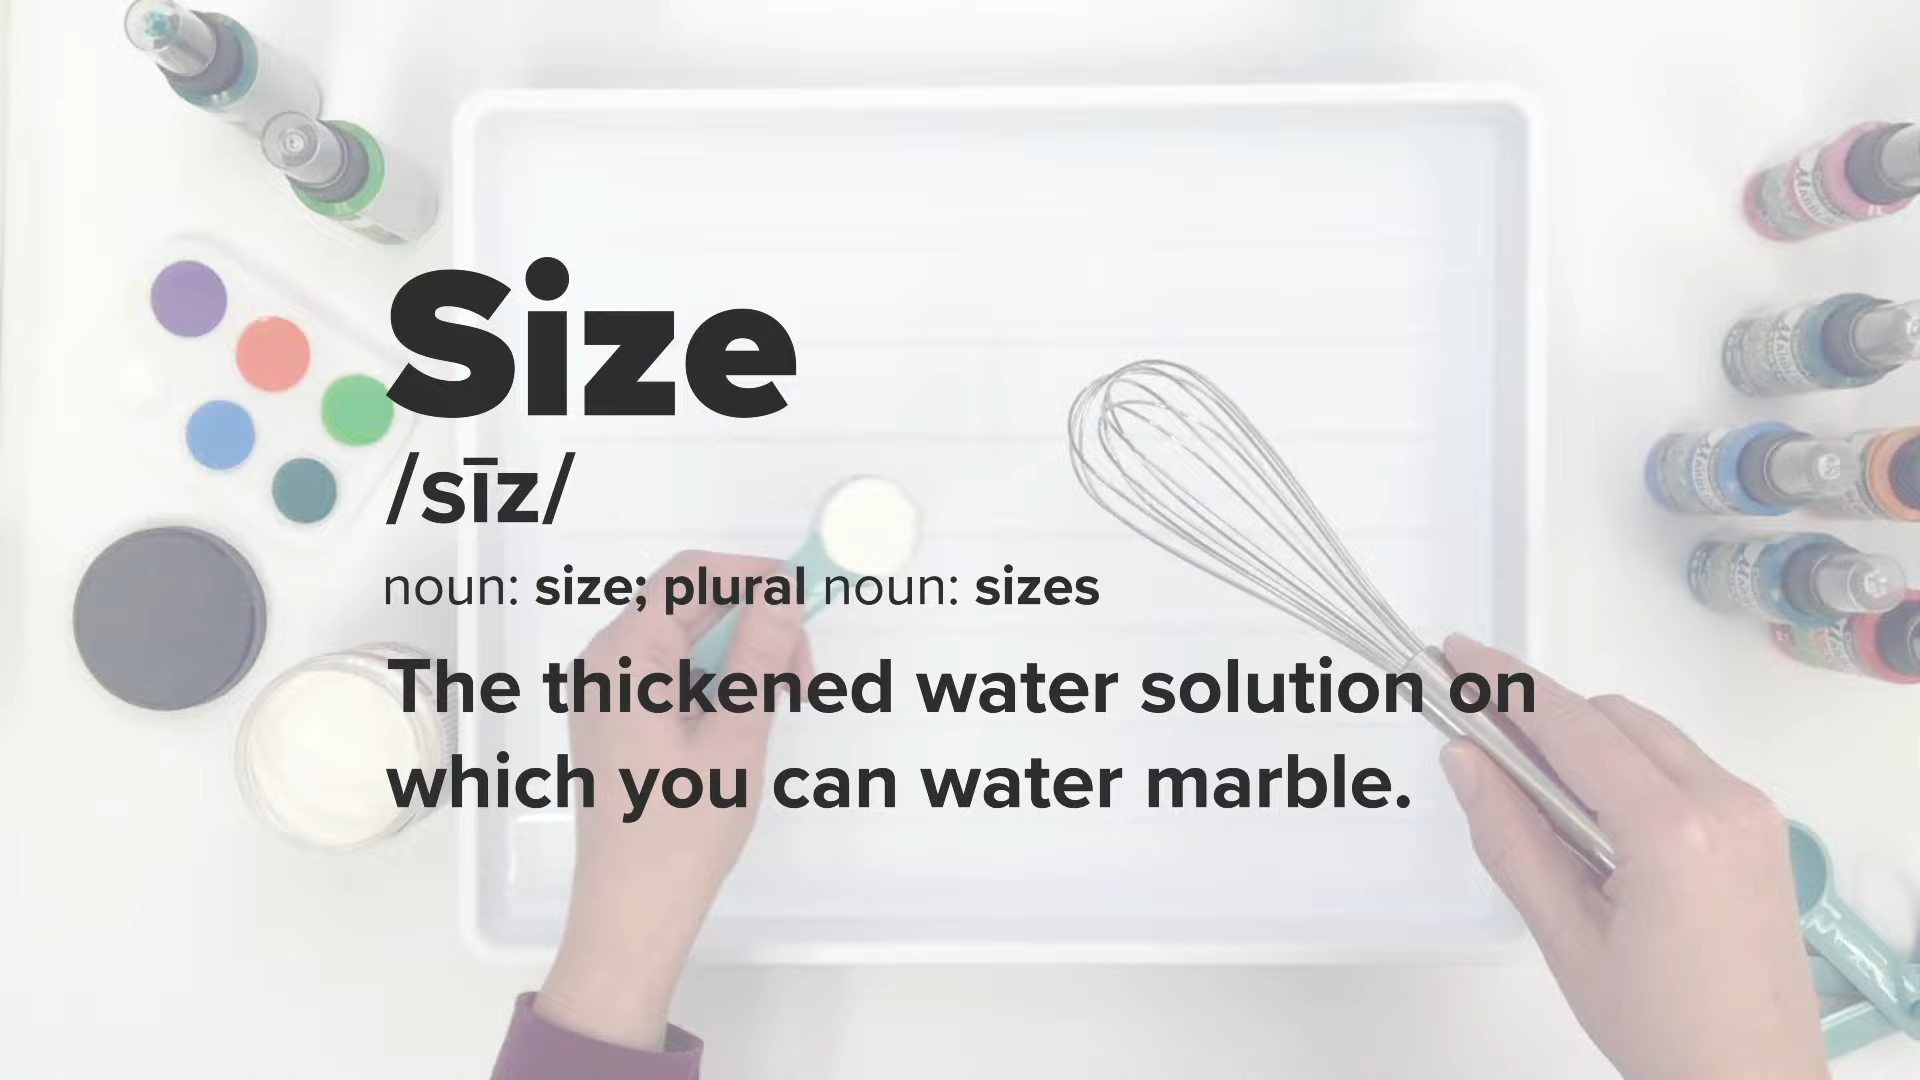 Size
/sīz/
noun: size; plural noun: sizes
The thickened water solution on
which you can water marble.